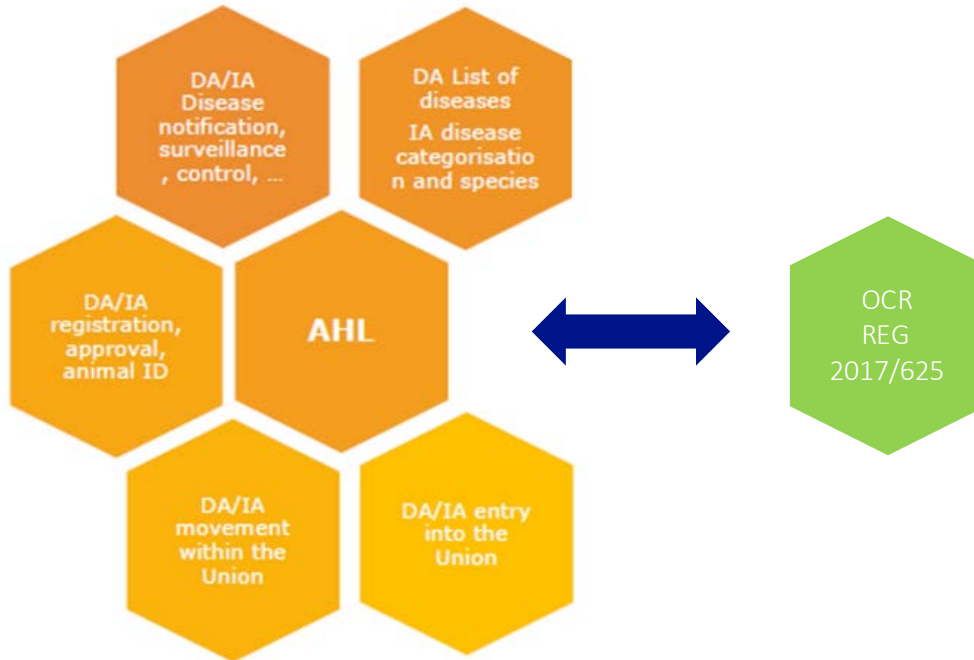 DA/IA
Disease
notification,
surveillance
, control, ...
DA List of
diseases
IA disease
categorisatio
n and species
DA/IA
registration,
approval,
animal ID
AHL
OCR
REG
2017/625
DA/IA
movement
within the
Union
DA/IA entry
into the
Union